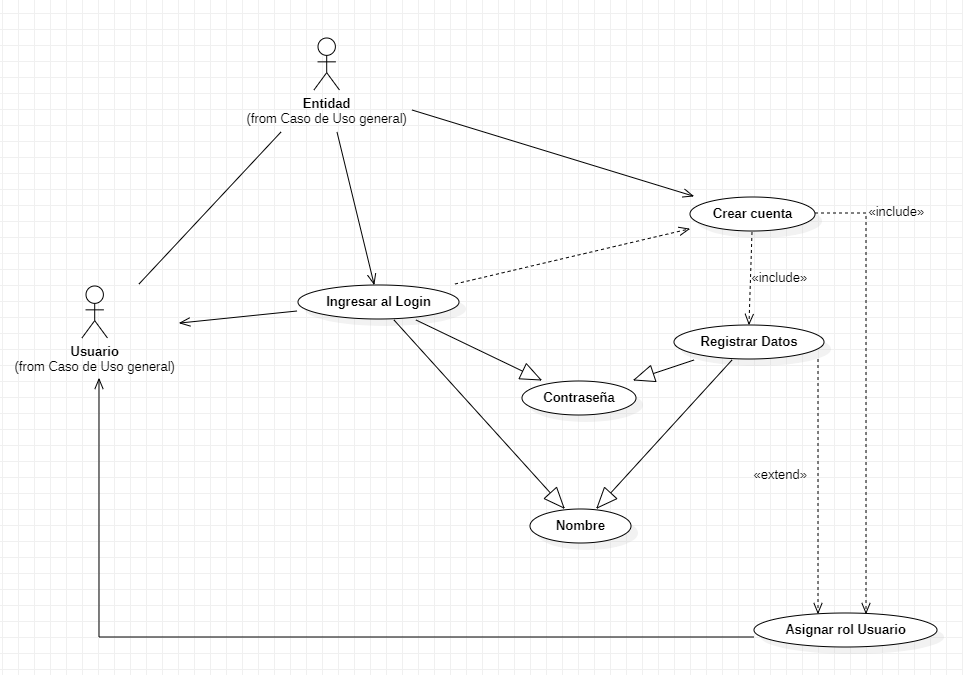 Entidad
(from Caso de Uso general)
Crear cuenta
«include»
«include»
Ingresar al Login
Usuario
(from Caso de Uso general)
Registrar Datos
Contraseña
«extend»
Nombre
Asignar rol Usuario